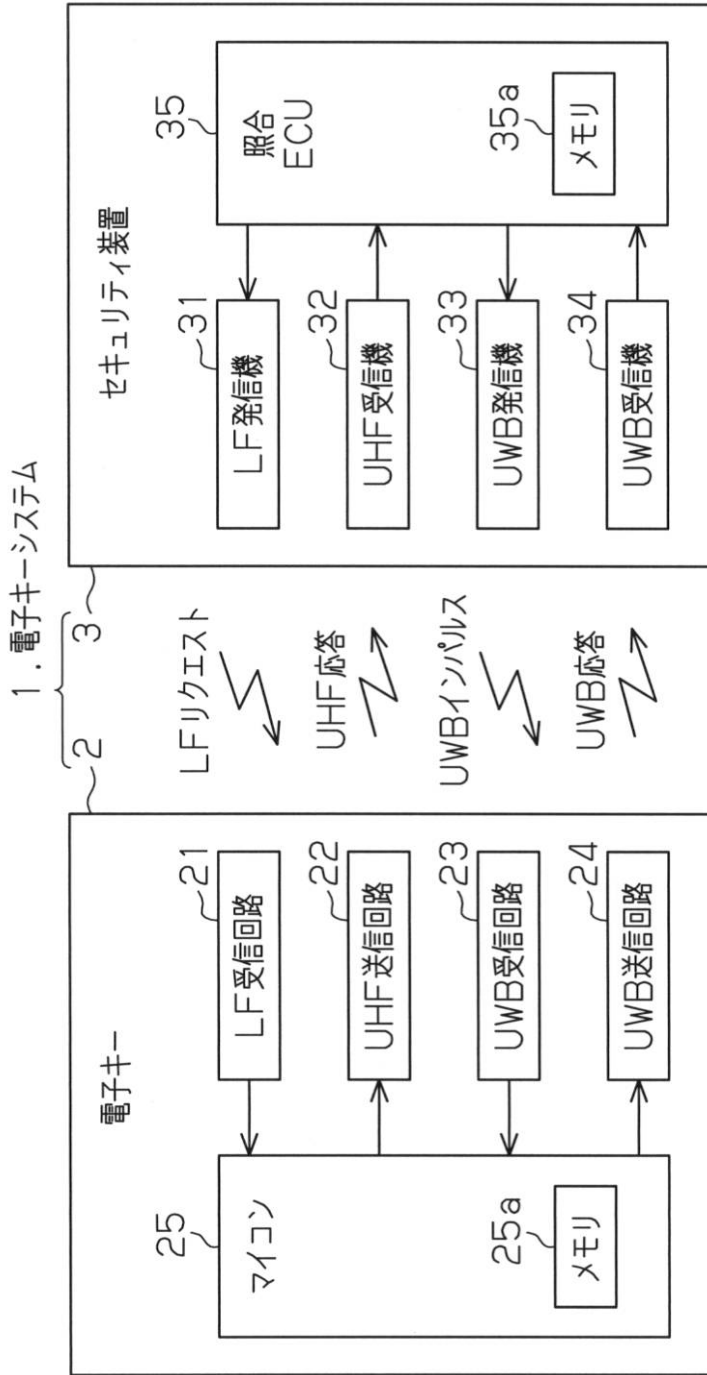 1.電子キーシステム
2
3
電子キー
25
マイコン
25a
メモリ
21
LF受信回路
22
UHF送信回路
23
UWB受信回路
24
UWB送信回路
LFリクエスト
UHF応答
UWBインパルス
UWB応答
セキュリティ装置
31
LF発信機
32
UHF受信機
33
UWB発信機
34
UWB受信機
35
照合
ECU
35a
メモリ